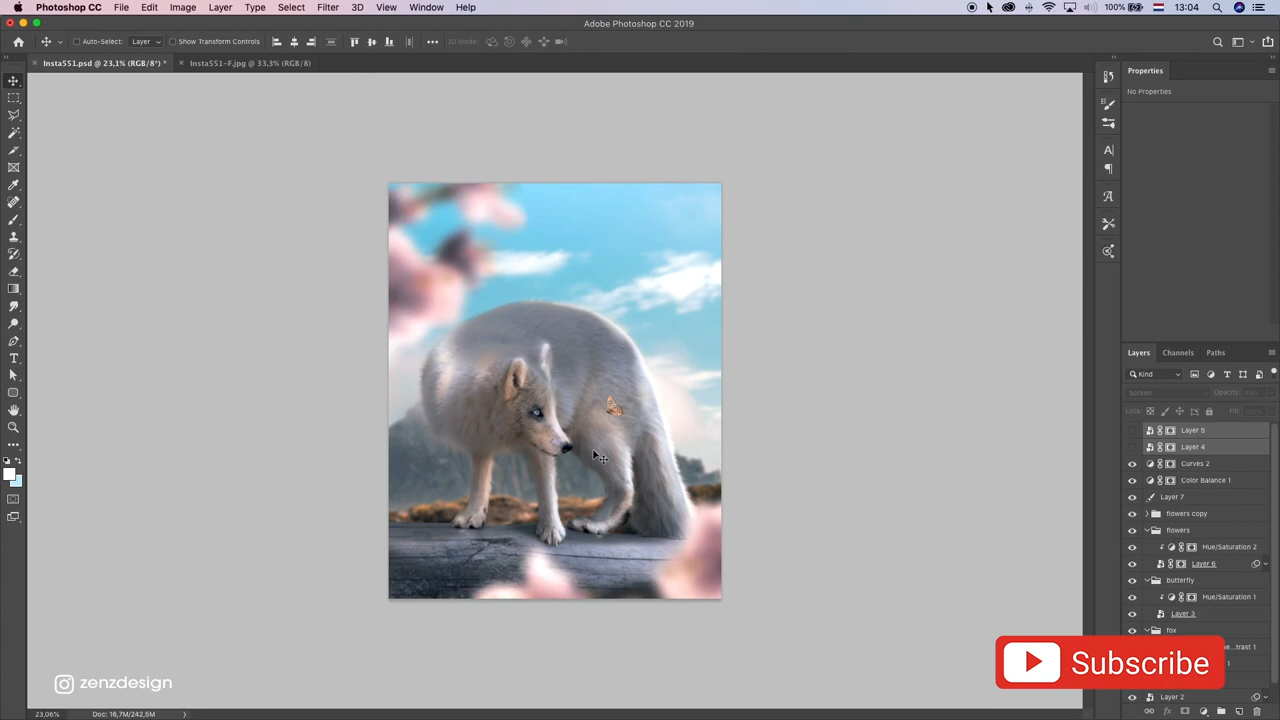 Photoshop CC File Edit Image Layer Type Select Filter 3D View Window Help 100% 13:04
Adobe Photoshop CC 2019
Auto-Select: Layer Show Transform Controls 3D Mode:
Insta551.psd @ 23,1% (RGB/8*) * Insta551-F.jpg @ 33,3% (RGB/8)
Properties
No Properties
Layers Channels Paths
Kind
Screen Opacity:
Lock: Fill:
Layer 5
Layer 4
Curves 2
Color Balance 1
Layer 7
flowers copy
flowers
Hue/Saturation 2
Layer 6
butterfly
Hue/Saturation 1
Layer 3
fox
e...trast 1
1
Subscribe
zenzdesign
Layer 2
23,06% Doc: 16,7M/242,5M